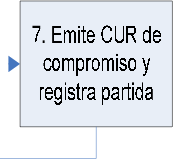 7. Emite CUR de
compromiso y
registra partida